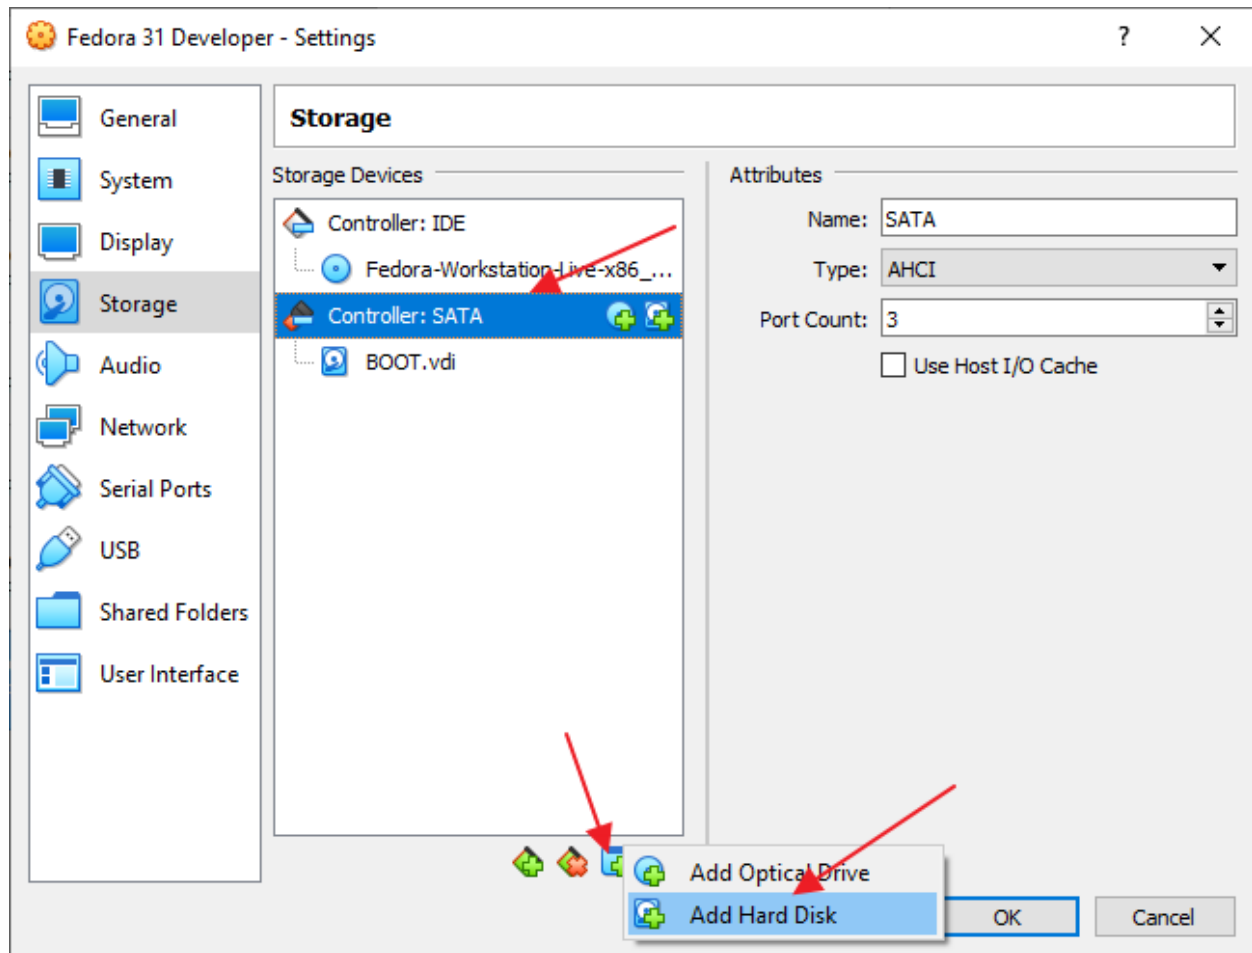 Fedora 31 Developer - Settings
?
General
System
Display
Storage
Audio
Network
Serial Ports
USB
Shared Folders
User Interface
Storage
Storage Devices
Controller: IDE
Fedora-Workstation-Live-x86_...
Controller: SATA
BOOT.vdi
Attributes
Name: SATA
Type: AHCI
Port Count: 3
Use Host I/O Cache
Add Optical Drive
Add Hard Disk
OK
Cancel